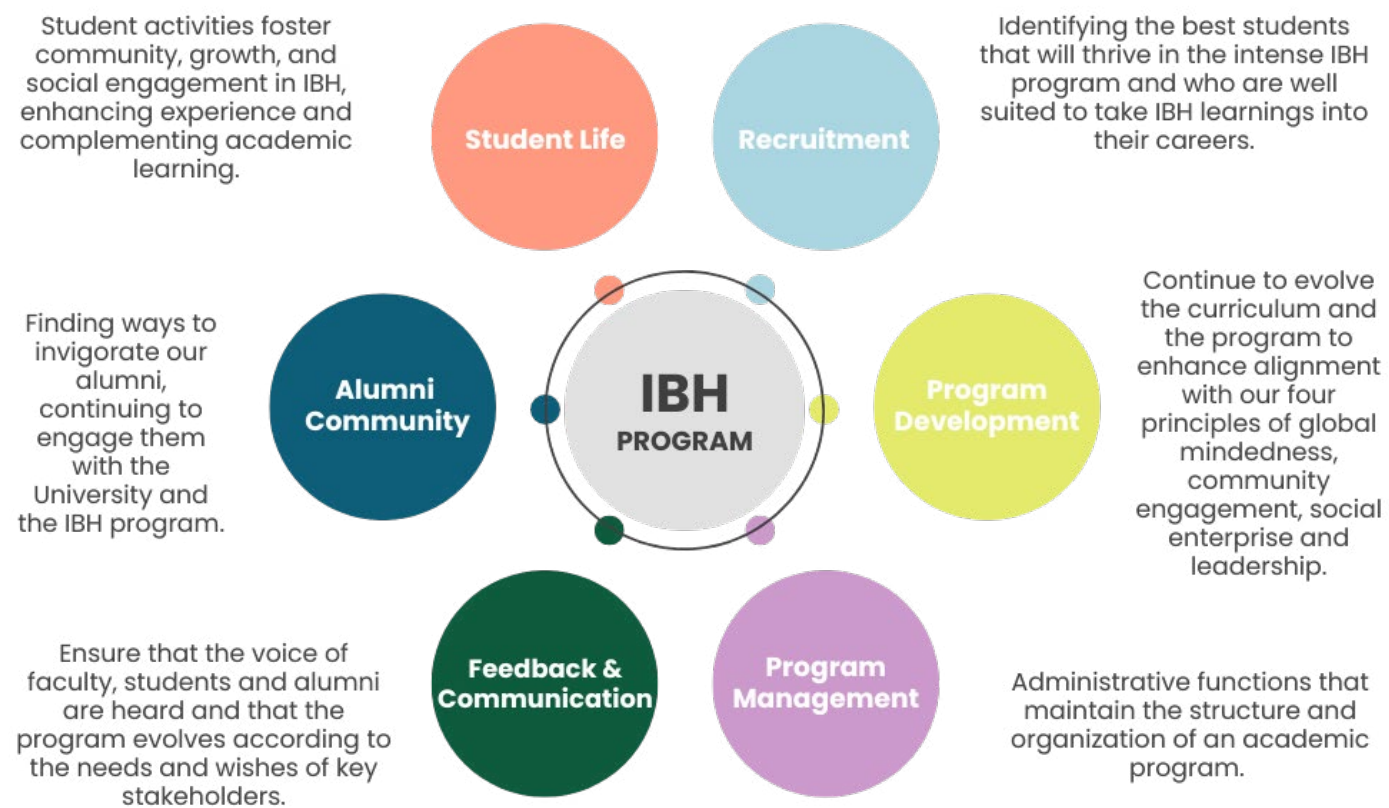 Student activities foster
community, growth, and
social engagement in IBH,
enhancing experience and
complementing academic
learning.
Student Life
Recruitment
Identifying the best students
that will thrive in the intense IBH
program and who are well
suited to take IBH learnings into
their careers.
Finding ways to
invigorate our
alumni,
continuing to
engage them
with the
University and
the IBH program.
Alumni
Community
IBH
PROGRAM
Program
Development
Continue to evolve
the curriculum and
the program to
enhance alignment
with our four
principles of global
mindedness,
community
engagement, social
enterprise and
leadership.
Ensure that the voice of
faculty, students and alumni
are heard and that the
program evolves according to
the needs and wishes of key
stakeholders.
Feedback &
Communication
Program
Management
Administrative functions that
maintain the structure and
organization of an academic
program.